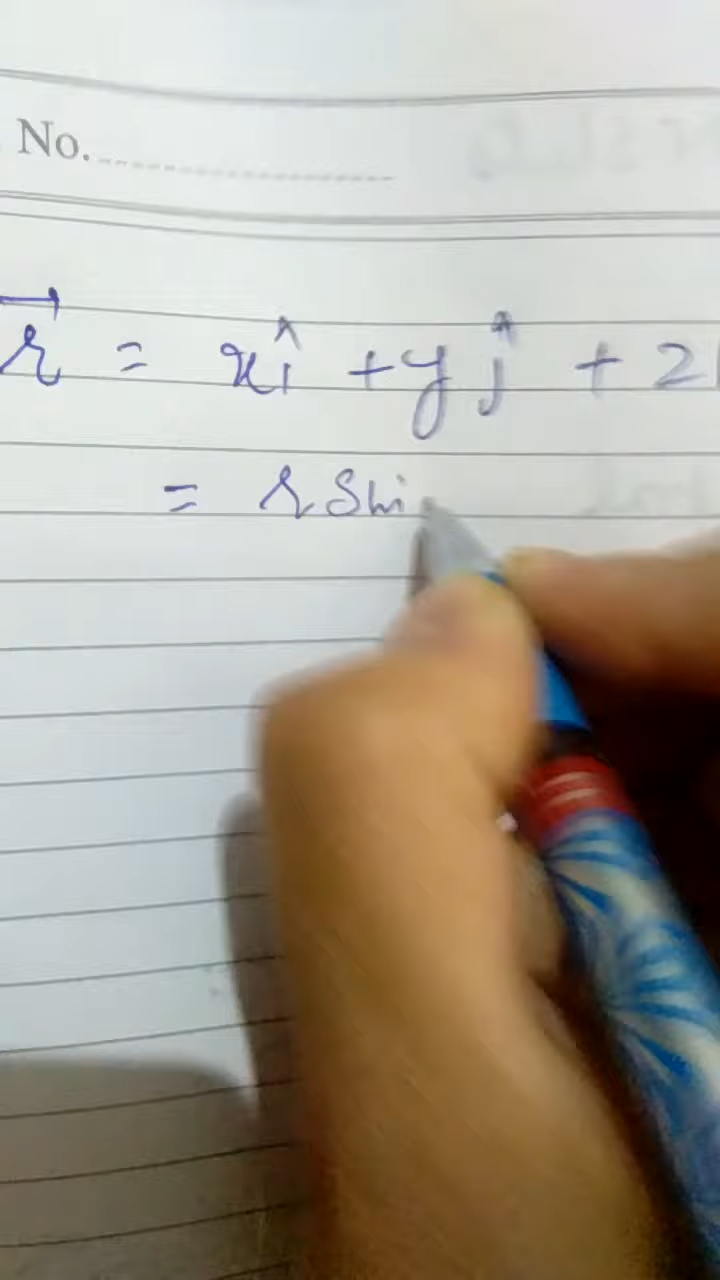 No.
r⃗ = xî + yĵ + z
= r sin